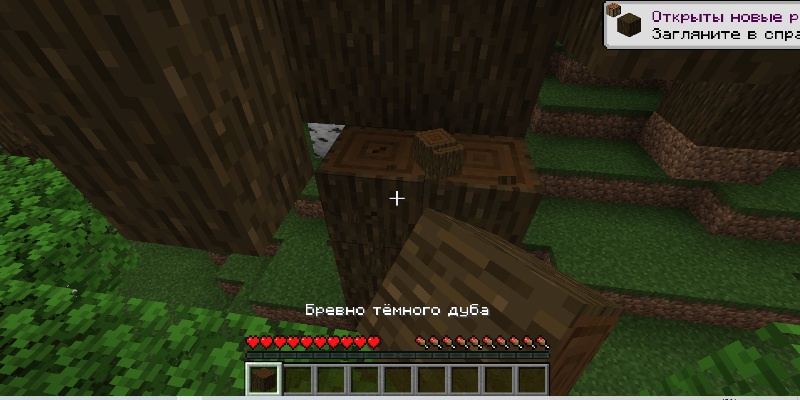 Открыты новые р
Загляните в спра
Бревно тёмного дуба